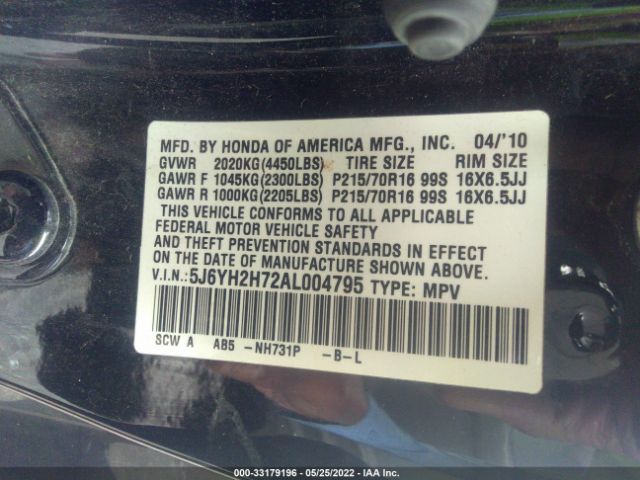 MFD. BY HONDA OF AMERICA MFG., INC. 04/'10
GVWR 2020KG(4450LBS) TIRE SIZE RIM SIZE
GAWR F 1045KG(2300LBS) P215/70R16 99S 16X6.5JJ
GAWR R 1000KG(2205LBS) P215/70R16 99S 16X6.5JJ
THIS VEHICLE CONFORMS TO ALL APPLICABLE
FEDERAL MOTOR VEHICLE SAFETY
AND THEFT PREVENTION STANDARDS IN EFFECT
ON THE DATE OF MANUFACTURE SHOWN ABOVE.
V.I.N.: 5J6YH2H72AL004795 TYPE: MPV
SCW A AB5 -NH731P -B-L
000-33179196 - 05/25/2022 - IAA Inc.